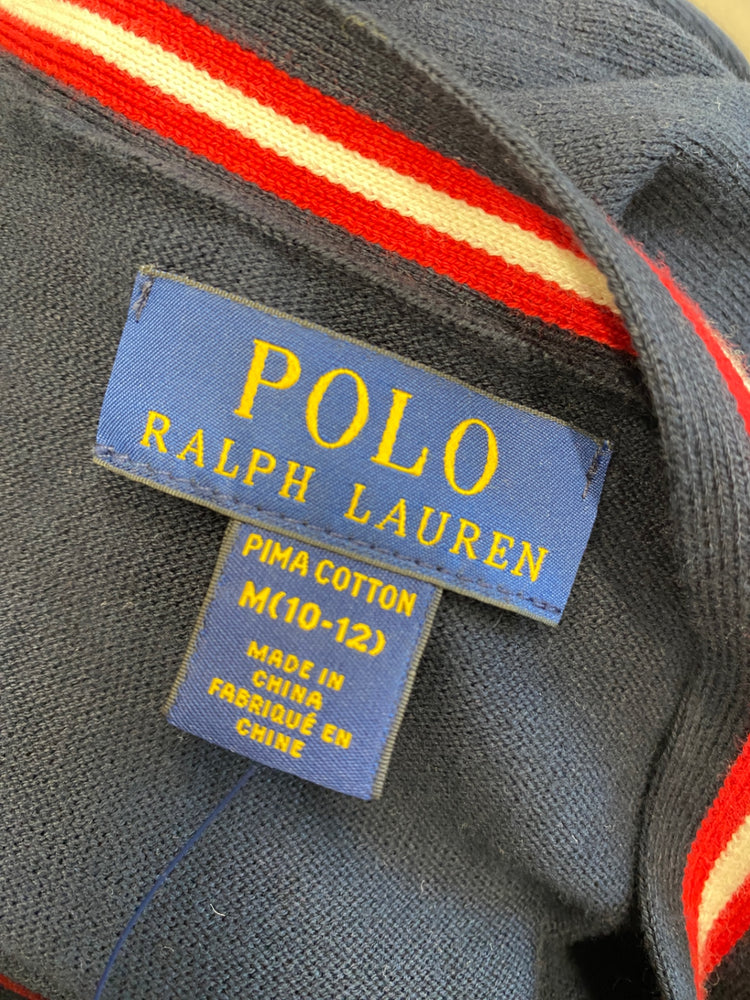 POLO
RALPH LAUREN
PIMA COTTON
M(10-12)
MADE IN
CHINA
FABRIQUÉ EN
CHINE